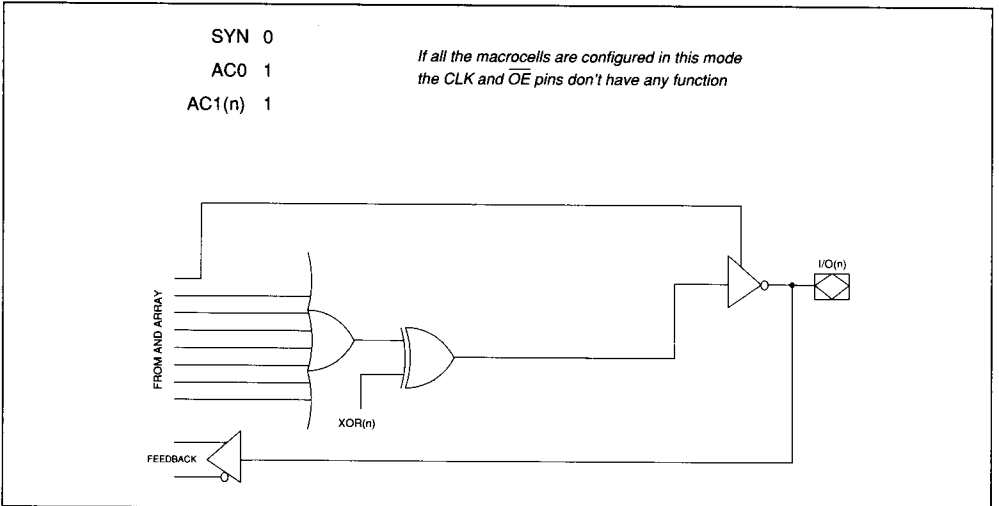 SYN 0
AC0 1
AC1(n) 1
If all the macrocells are configured in this mode
the CLK and O̅E̅ pins don't have any function
I/O(n)
FROM AND ARRAY
XOR(n)
FEEDBACK